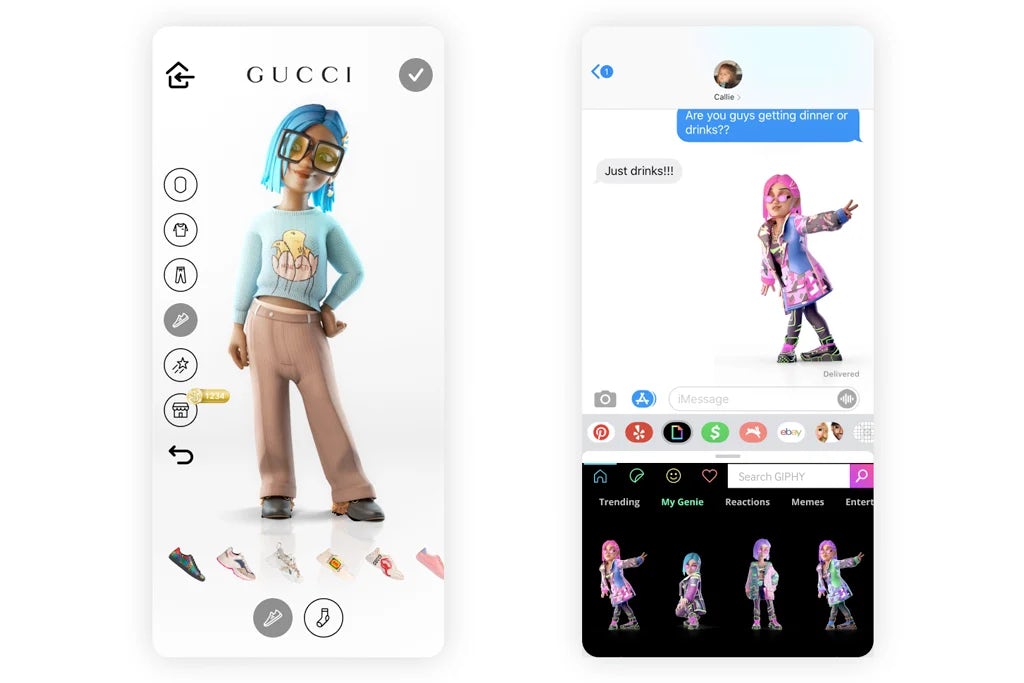 GUCCI
1234
1
Callie
Are you guys getting dinner or
drinks??
Just drinks!!!
Delivered
iMessage
ebay
Search GIPHY
Trending
My Genie
Reactions
Memes
Entert